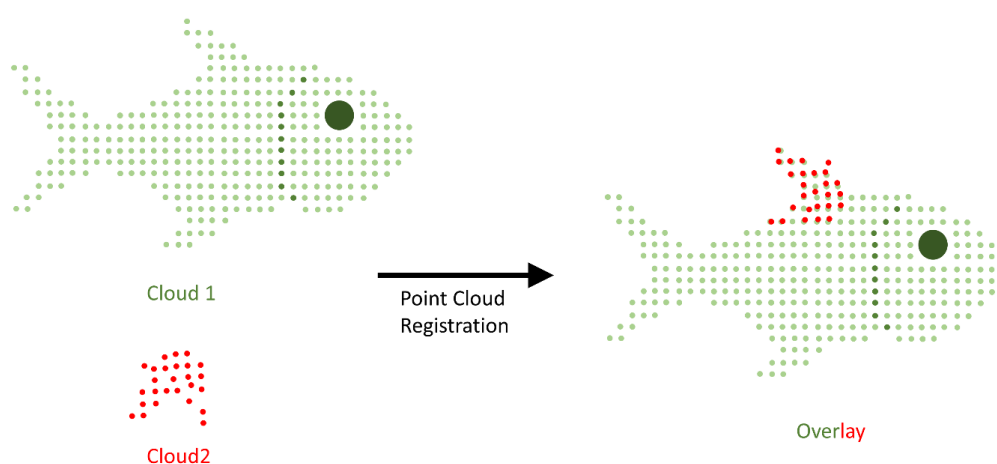 Cloud 1
Point Cloud
Registration
Cloud2
Overlay